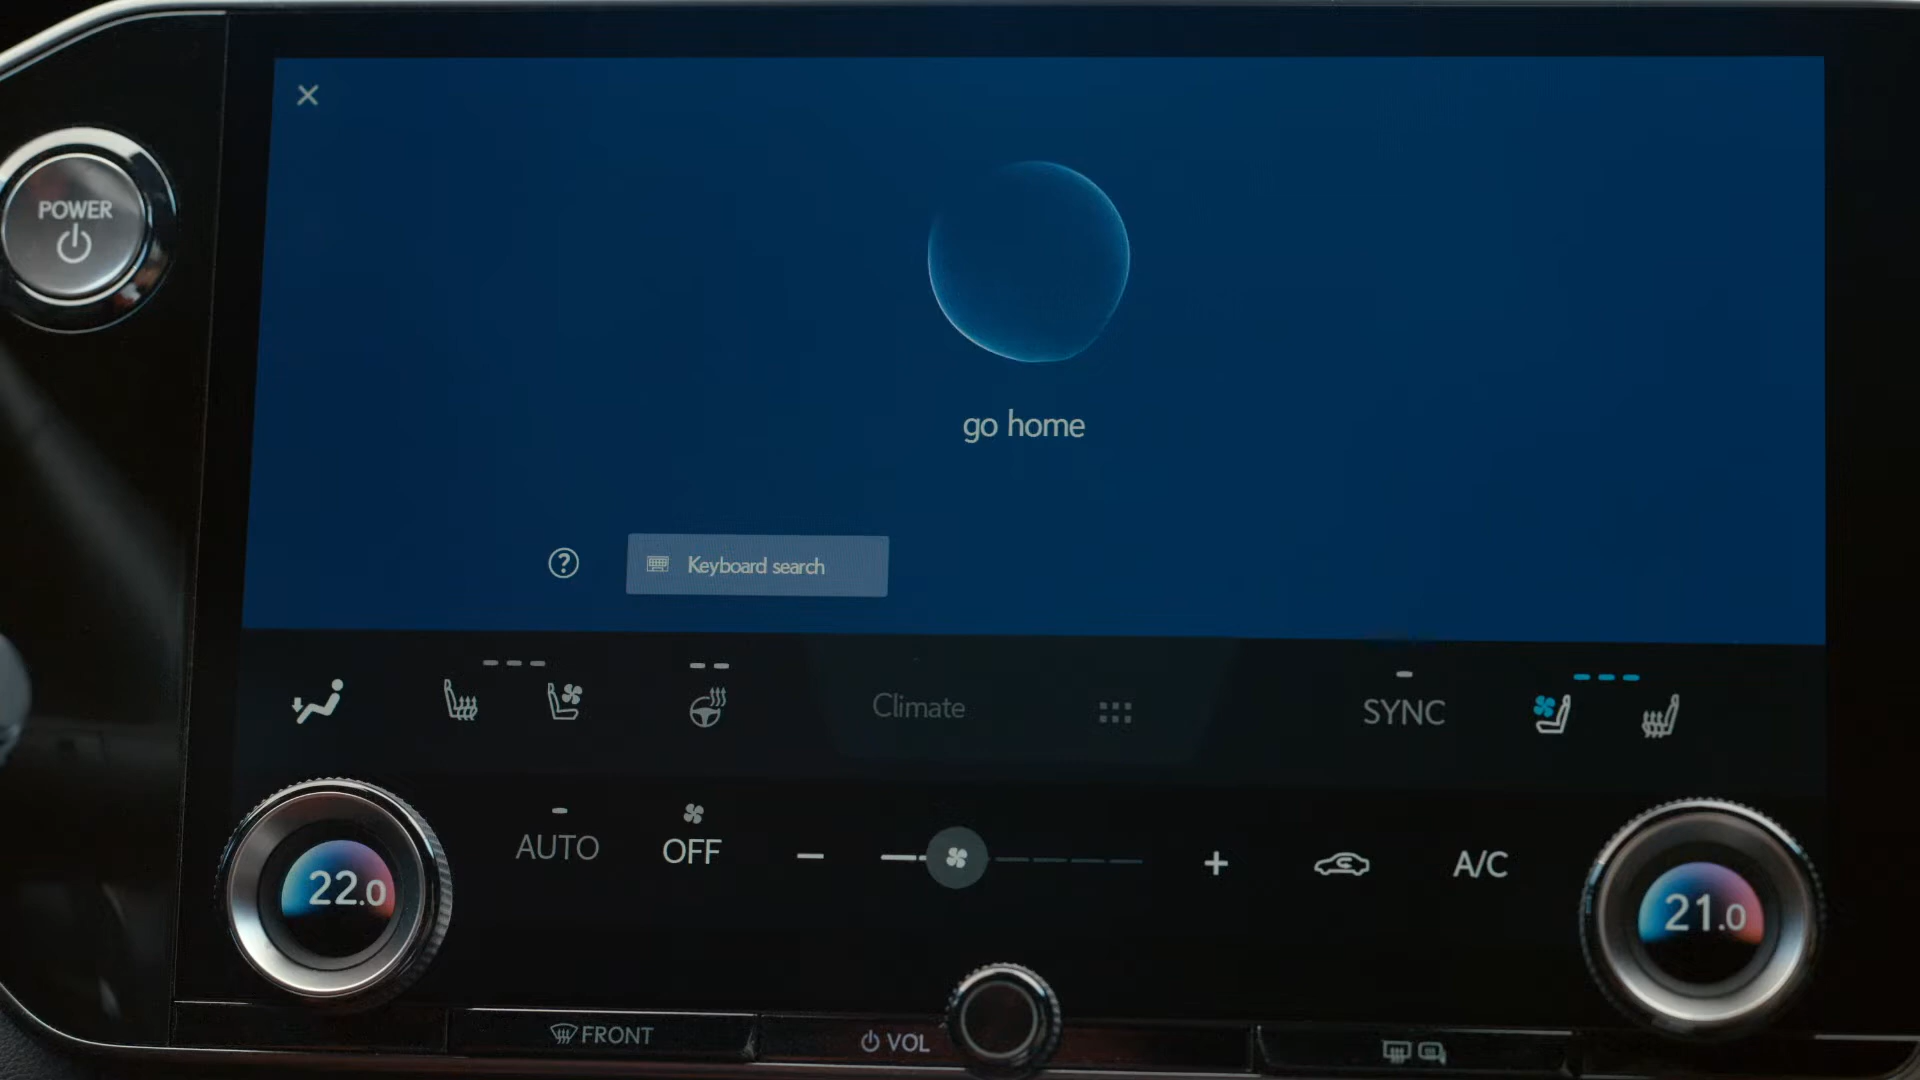 POWER
go home
Keyboard search
Climate
SYNC
AUTO
OFF
A/C
22.0
21.0
FRONT
VOL